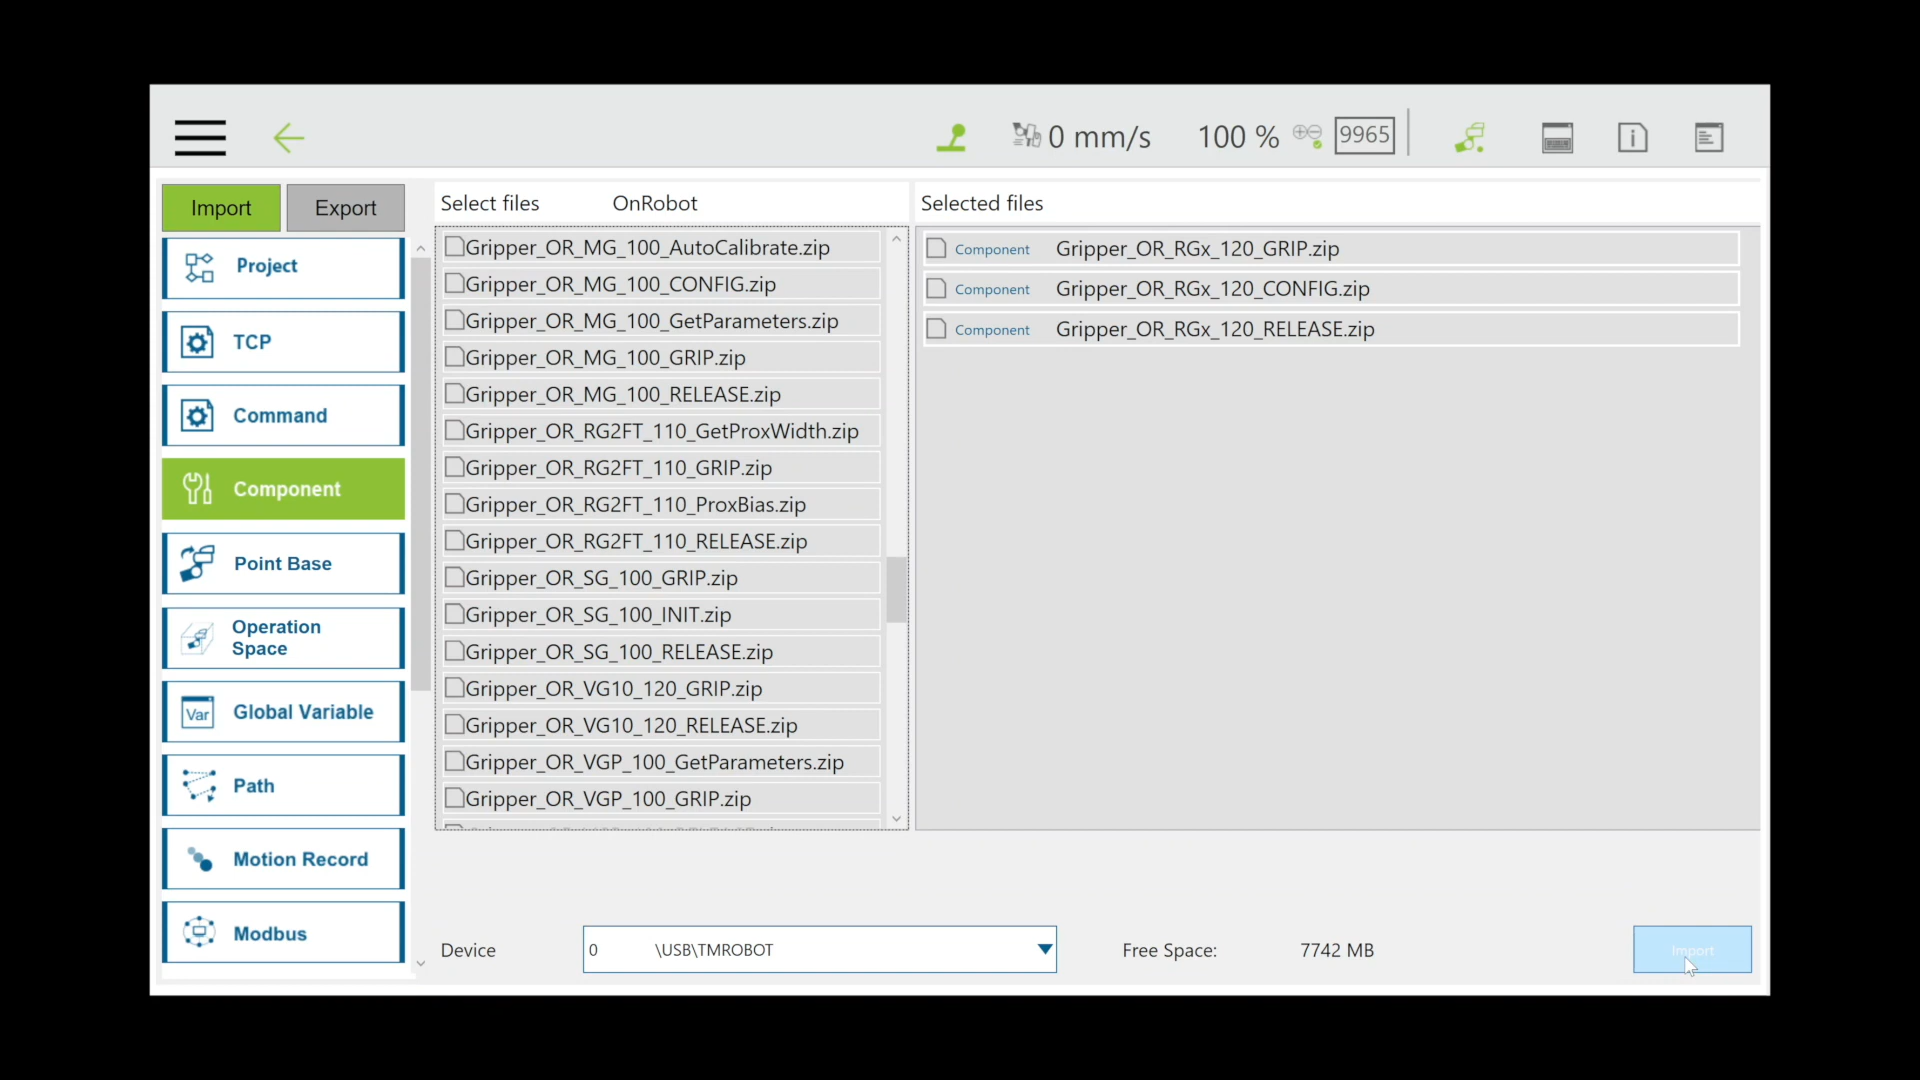 0 mm/s 100 % 9965
Import Export
Project
TCP
Command
Component
Point Base
Operation
Space
Global Variable
Var
Path
Motion Record
Modbus
Select files OnRobot
Gripper_OR_MG_100_AutoCalibrate.zip
Gripper_OR_MG_100_CONFIG.zip
Gripper_OR_MG_100_GetParameters.zip
Gripper_OR_MG_100_GRIP.zip
Gripper_OR_MG_100_RELEASE.zip
Gripper_OR_RG2FT_110_GetProxWidth.zip
Gripper_OR_RG2FT_110_GRIP.zip
Gripper_OR_RG2FT_110_ProxBias.zip
Gripper_OR_RG2FT_110_RELEASE.zip
Gripper_OR_SG_100_GRIP.zip
Gripper_OR_SG_100_INIT.zip
Gripper_OR_SG_100_RELEASE.zip
Gripper_OR_VG10_120_GRIP.zip
Gripper_OR_VG10_120_RELEASE.zip
Gripper_OR_VGP_100_GetParameters.zip
Gripper_OR_VGP_100_GRIP.zip
Selected files
Component Gripper_OR_RGx_120_GRIP.zip
Component Gripper_OR_RGx_120_CONFIG.zip
Component Gripper_OR_RGx_120_RELEASE.zip
Device 0 \USB\TMROBOT Free Space: 7742 MB Import